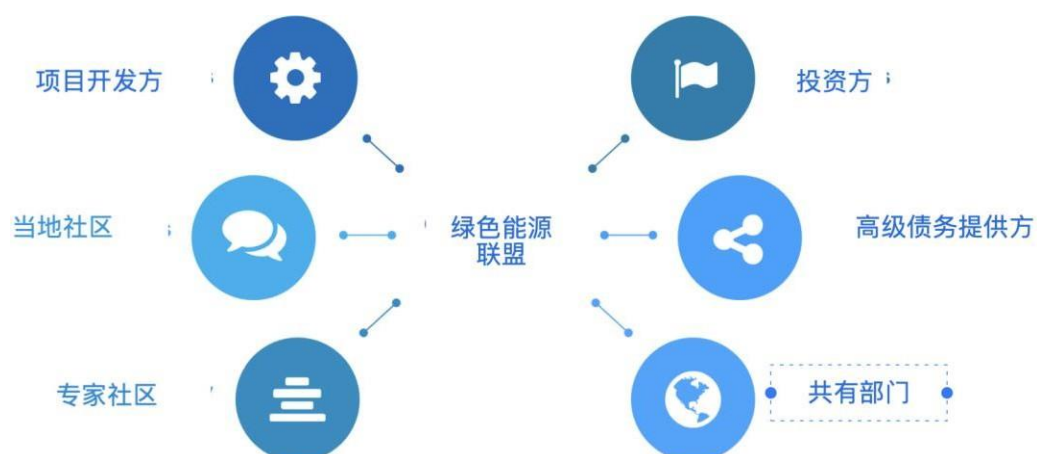 项目开发方
投资方
当地社区
绿色能源
联盟
高级债务提供方
专家社区
共有部门